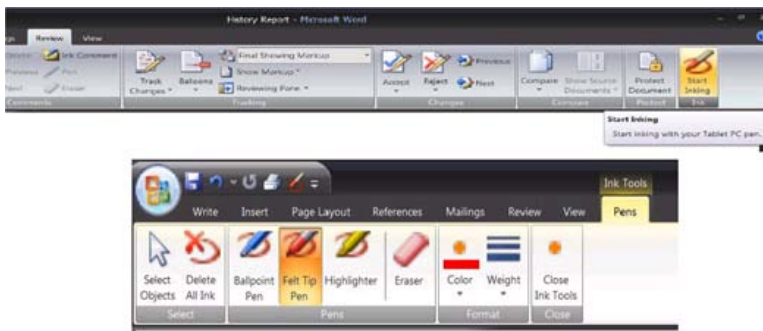 History Report - Microsoft Word
Review View
Ink Comment Final Showing Markup Previous
Previous Pen Track Changes Balloons Show Markup Accept Reject Next Compare Show Source Documents Protect Document Start Inking
Next Eraser Reviewing Pane
Comments Tracking Changes Compare Protect Ink
Start Inking
Start inking with your Tablet PC pen.
Ink Tools
Write Insert Page Layout References Mailings Review View Pens
Select Objects Delete All Ink Ballpoint Pen Felt Tip Pen Highlighter Eraser Color Weight Close Ink Tools
Select Pens Format Close